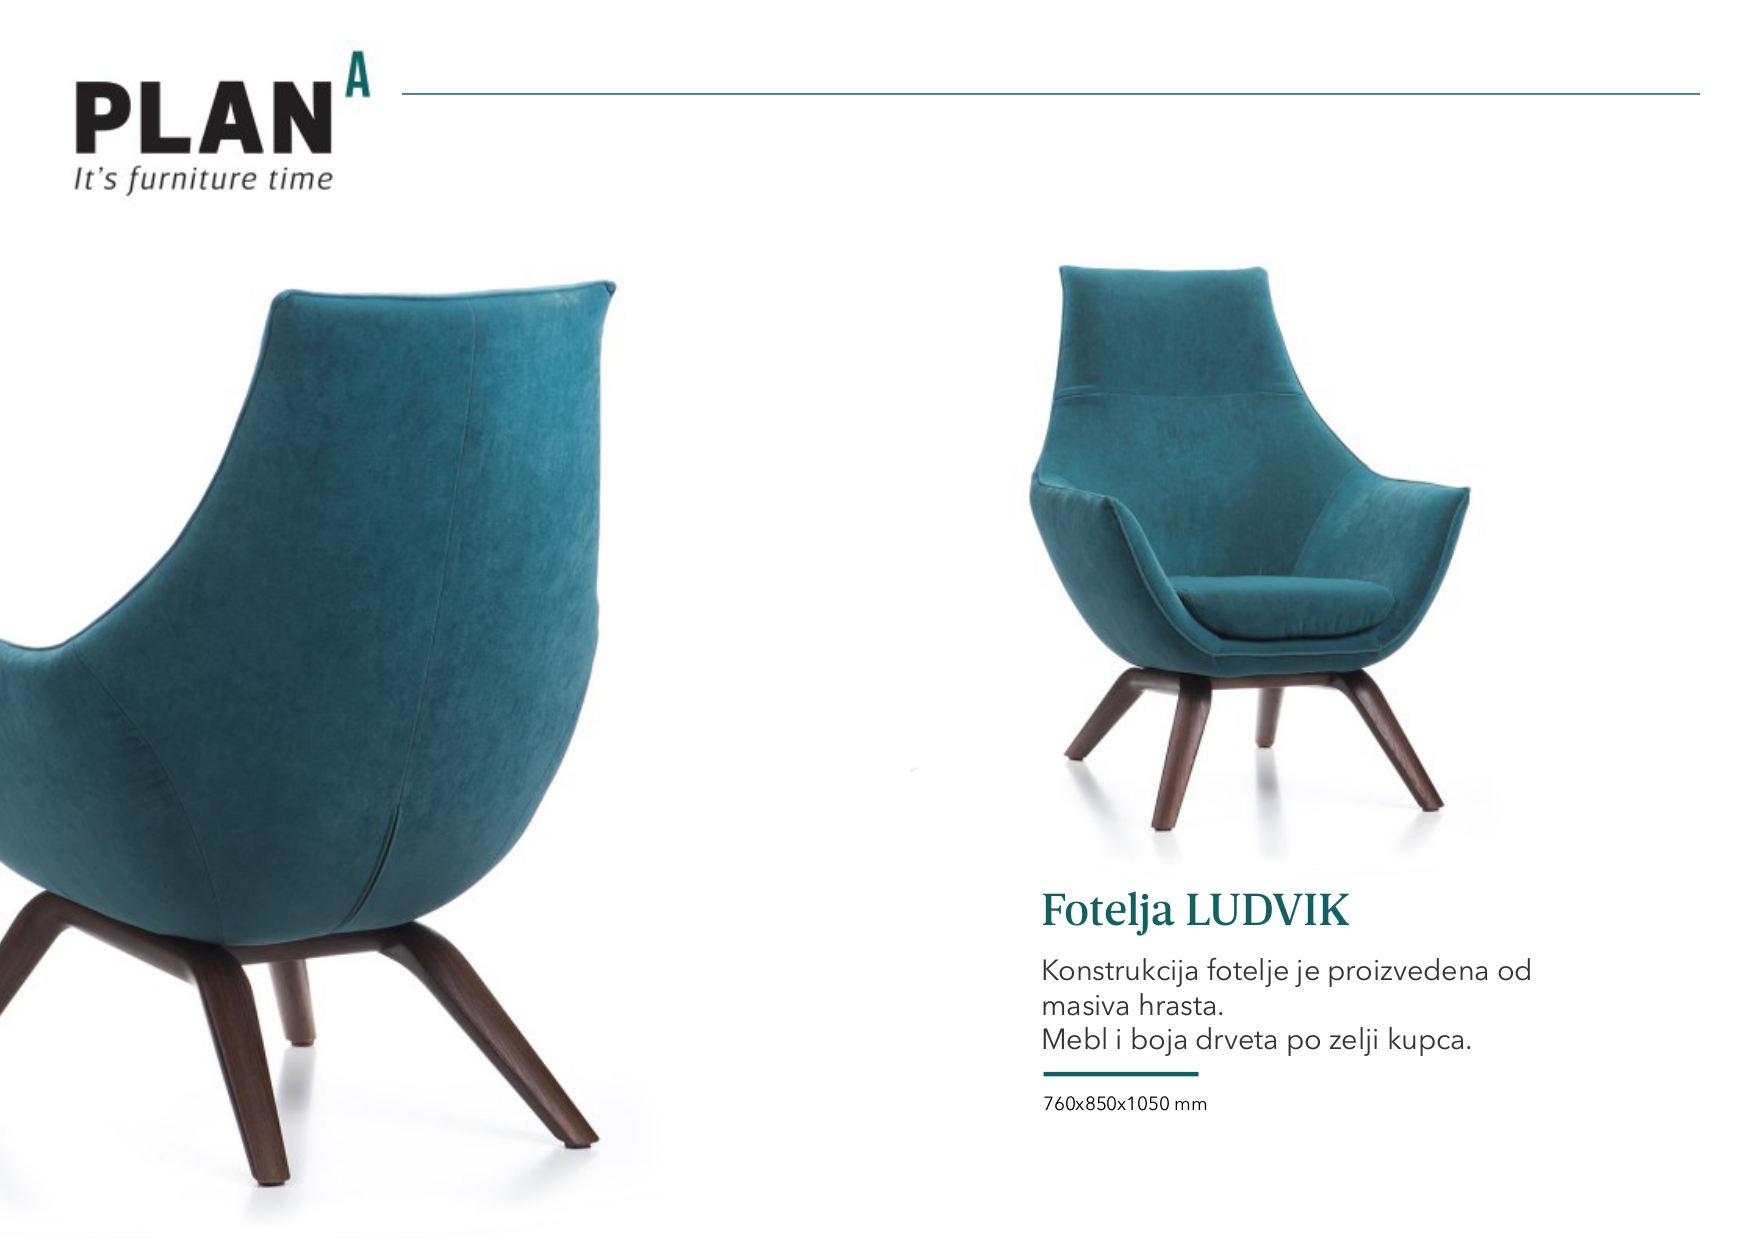 PLAN A
It's furniture time
Fotelja LUDVIK
Konstrukcija fotelje je proizvedena od
masiva hrasta.
Mebl i boja drveta po zelji kupca.
760x850x1050 mm